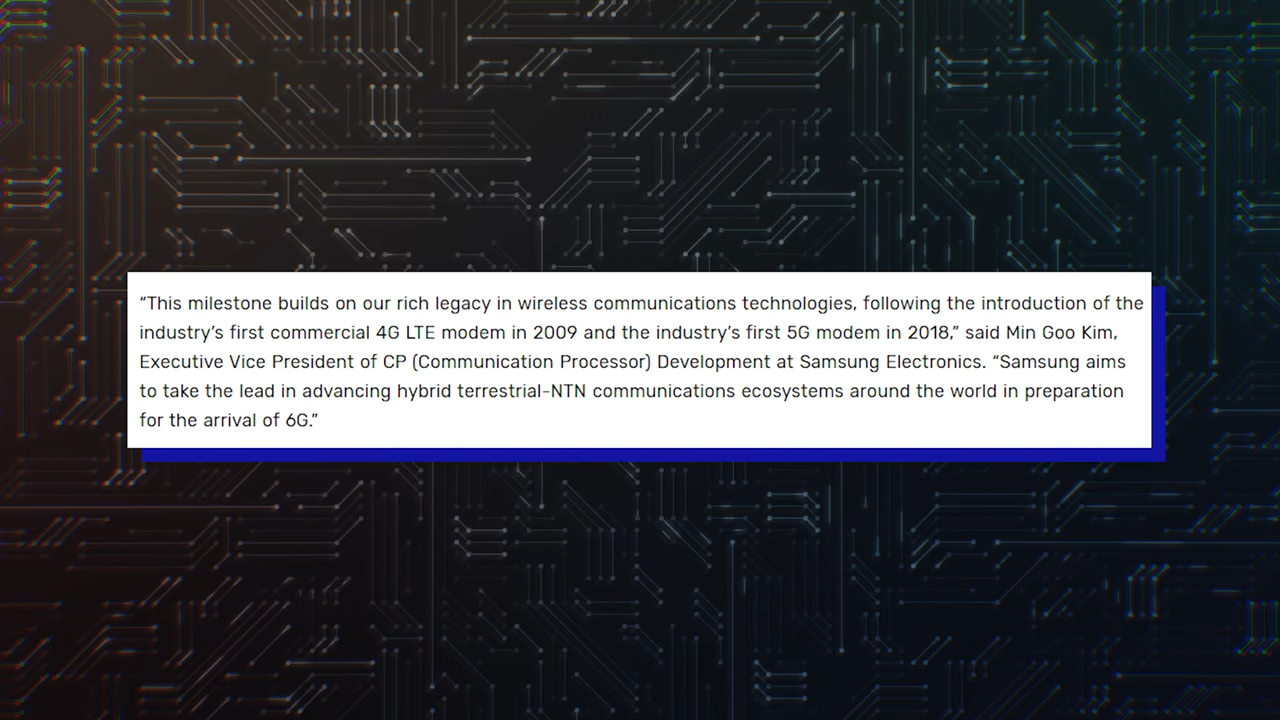 “This milestone builds on our rich legacy in wireless communications technologies, following the introduction of the
industry’s first commercial 4G LTE modem in 2009 and the industry’s first 5G modem in 2018,” said Min Goo Kim,
Executive Vice President of CP (Communication Processor) Development at Samsung Electronics. “Samsung aims
to take the lead in advancing hybrid terrestrial-NTN communications ecosystems around the world in preparation
for the arrival of 6G.”